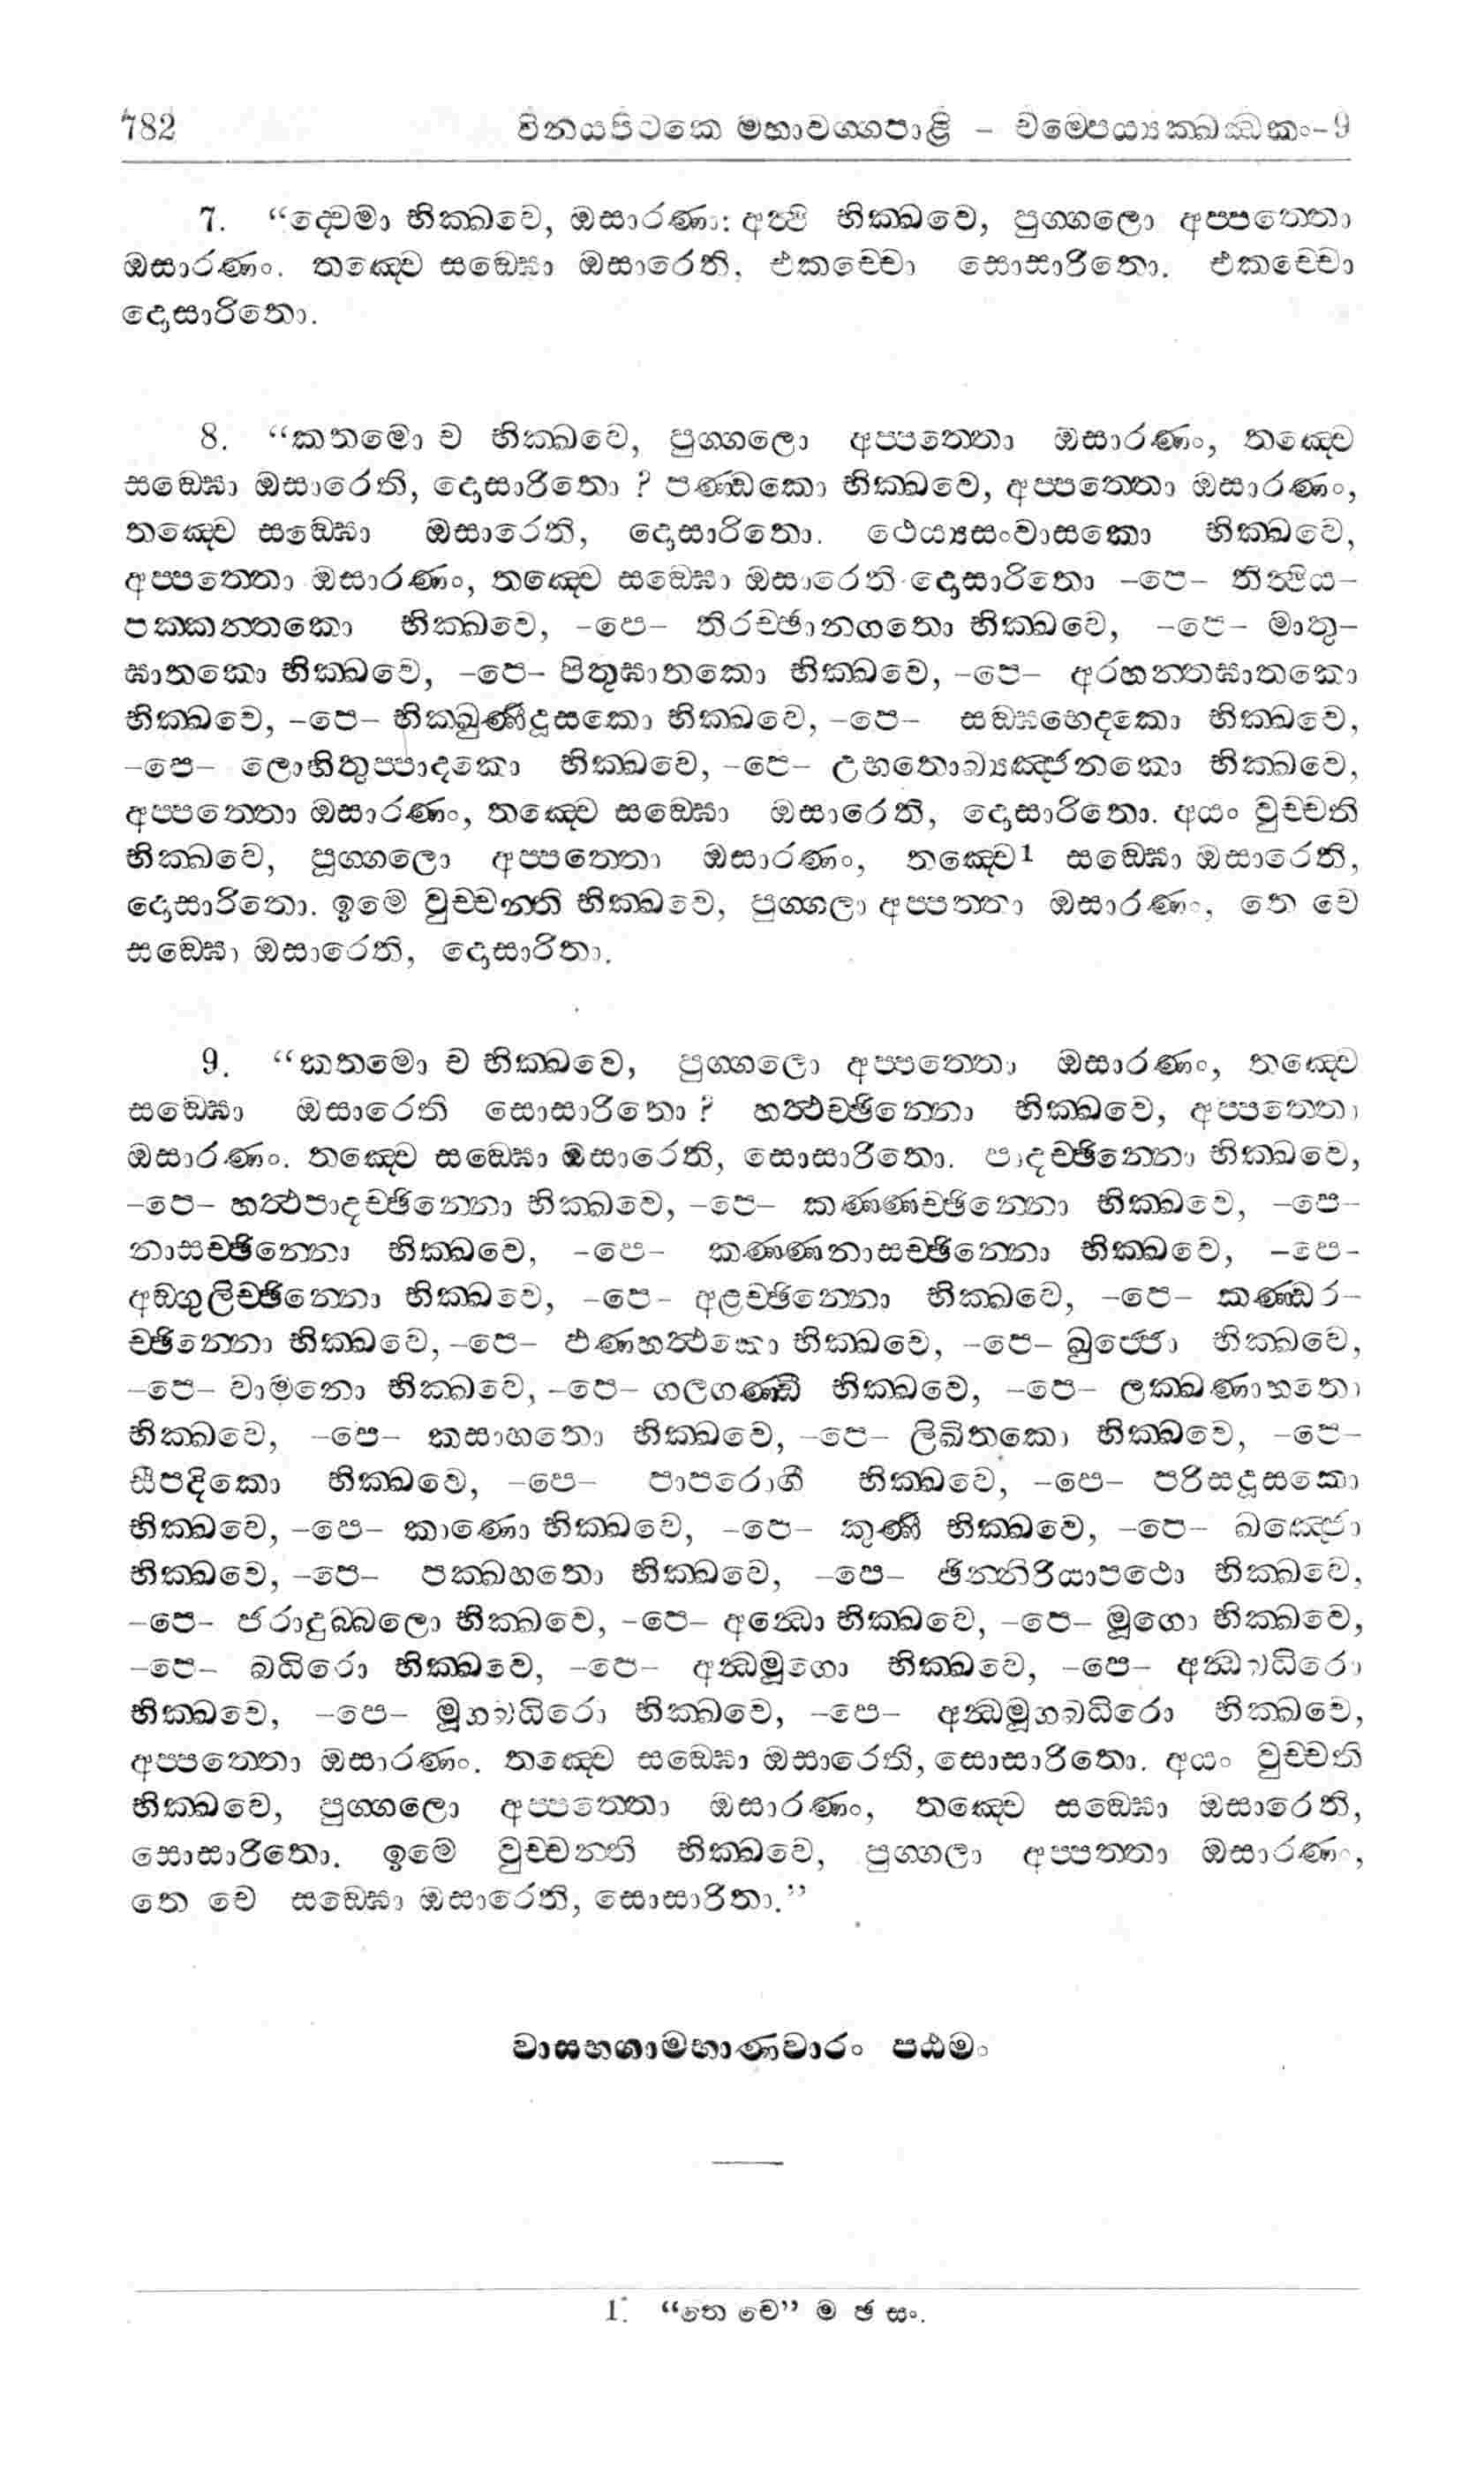 782 විනයපිටකෙ මහාවග්ගපාළි – චම්පෙය්‍යක්ඛන්ධකං-9
7. “ද්වෙමා භික්ඛවෙ, ඔසාරණා: අත්ථි භික්ඛවෙ, පුග්ගලො අප්පත්තො
ඔසාරණං. තඤ්චෙ සඞ්ඝො ඔසාරෙති, එකච්චො සොසාරිතො. එකච්චො
දොසාරිතො.
8. “කතමො ච භික්ඛවෙ, පුග්ගලො අප්පත්තො ඔසාරණං, තඤ්චෙ
සඞ්ඝො ඔසාරෙති, දොසාරිතො ? පණ්ඩකො භික්ඛවෙ, අප්පත්තො ඔසාරණං,
තඤ්චෙ සඞ්ඝො ඔසාරෙති, දොසාරිතො. ථෙය්‍යසංවාසකො භික්ඛවෙ,
අප්පත්තො ඔසාරණං, තඤ්චෙ සඞ්ඝො ඔසාරෙති දොසාරිතො –පෙ– තිත්ථිය–
පක්කන්තකො භික්ඛවෙ, –පෙ– තිරච්ඡානගතො භික්ඛවෙ, –පෙ– මාතු–
ඝාතකො භික්ඛවෙ, –පෙ– පිතුඝාතකො භික්ඛවෙ, –පෙ– අරහන්තඝාතකො
භික්ඛවෙ, –පෙ– භික්ඛුණීදූසකො භික්ඛවෙ, –පෙ– සඞ්ඝභෙදකො භික්ඛවෙ,
–පෙ– ලොහිතුප්පාදකො භික්ඛවෙ, –පෙ– උභතොබ්‍යඤ්ජනකො භික්ඛවෙ,
අප්පත්තො ඔසාරණං, තඤ්චෙ සඞ්ඝො ඔසාරෙති, දොසාරිතො. අයං වුච්චති
භික්ඛවෙ, පුග්ගලො අප්පත්තො ඔසාරණං, තඤ්චෙ1 සඞ්ඝො ඔසාරෙති,
දොසාරිතො. ඉමෙ වුච්චන්ති භික්ඛවෙ, පුග්ගලා අප්පත්තා ඔසාරණං, තෙ චෙ
සඞ්ඝො ඔසාරෙති, දොසාරිතා.
9. “කතමො ච භික්ඛවෙ, පුග්ගලො අප්පත්තො ඔසාරණං, තඤ්චෙ
සඞ්ඝො ඔසාරෙති සොසාරිතො ? හත්ථච්ඡින්නො භික්ඛවෙ, අප්පත්තො
ඔසාරණං. තඤ්චෙ සඞ්ඝො ඔසාරෙති, සොසාරිතො. පාදච්ඡින්නො භික්ඛවෙ,
–පෙ– හත්ථපාදච්ඡින්නො භික්ඛවෙ, –පෙ– කණ්ණච්ඡින්නො භික්ඛවෙ, –පෙ–
නාසච්ඡින්නො භික්ඛවෙ, –පෙ– කණ්ණනාසච්ඡින්නො භික්ඛවෙ, –පෙ–
අඞ්ගුලිච්ඡින්නො භික්ඛවෙ, –පෙ– අළච්ඡින්නො භික්ඛවෙ, –පෙ– කණ්ඩර–
ච්ඡින්නො භික්ඛවෙ, –පෙ– ඵණහත්ථකො භික්ඛවෙ, –පෙ– ඛුජ්ජො භික්ඛවෙ,
–පෙ– වාමනො භික්ඛවෙ, –පෙ– ගලගණ්ඩී භික්ඛවෙ, –පෙ– ලක්ඛණාහතො
භික්ඛවෙ, –පෙ– කසාහතො භික්ඛවෙ, –පෙ– ලිඛිතකො භික්ඛවෙ, –පෙ–
සීපදිකො භික්ඛවෙ, –පෙ– පාපරොගී භික්ඛවෙ, –පෙ– පරිසදූසකො
භික්ඛවෙ, –පෙ– කාණො භික්ඛවෙ, –පෙ– කුණී භික්ඛවෙ, –පෙ– ඛඤ්ජො
භික්ඛවෙ, –පෙ– පක්ඛහතො භික්ඛවෙ, –පෙ– ඡින්නිරියාපථො භික්ඛවෙ,
–පෙ– ජරාදුබ්බලො භික්ඛවෙ, –පෙ– අන්ධො භික්ඛවෙ, –පෙ– මූගො භික්ඛවෙ,
–පෙ– බධිරො භික්ඛවෙ, –පෙ– අන්ධමූගො භික්ඛවෙ, –පෙ– අන්ධබධිරො
භික්ඛවෙ, –පෙ– මූගබධිරො භික්ඛවෙ, –පෙ– අන්ධමූගබධිරො භික්ඛවෙ,
අප්පත්තො ඔසාරණං. තඤ්චෙ සඞ්ඝො ඔසාරෙති, සොසාරිතො. අයං වුච්චති
භික්ඛවෙ, පුග්ගලො අප්පත්තො ඔසාරණං, තඤ්චෙ සඞ්ඝො ඔසාරෙති,
සොසාරිතො. ඉමෙ වුච්චන්ති භික්ඛවෙ, පුග්ගලා අප්පත්තා ඔසාරණං,
තෙ චෙ සඞ්ඝො ඔසාරෙති, සොසාරිතා.”
වාසභගාමභාණවාරං පඨමං
1. “තෙ චෙ” ම ඡ සං.